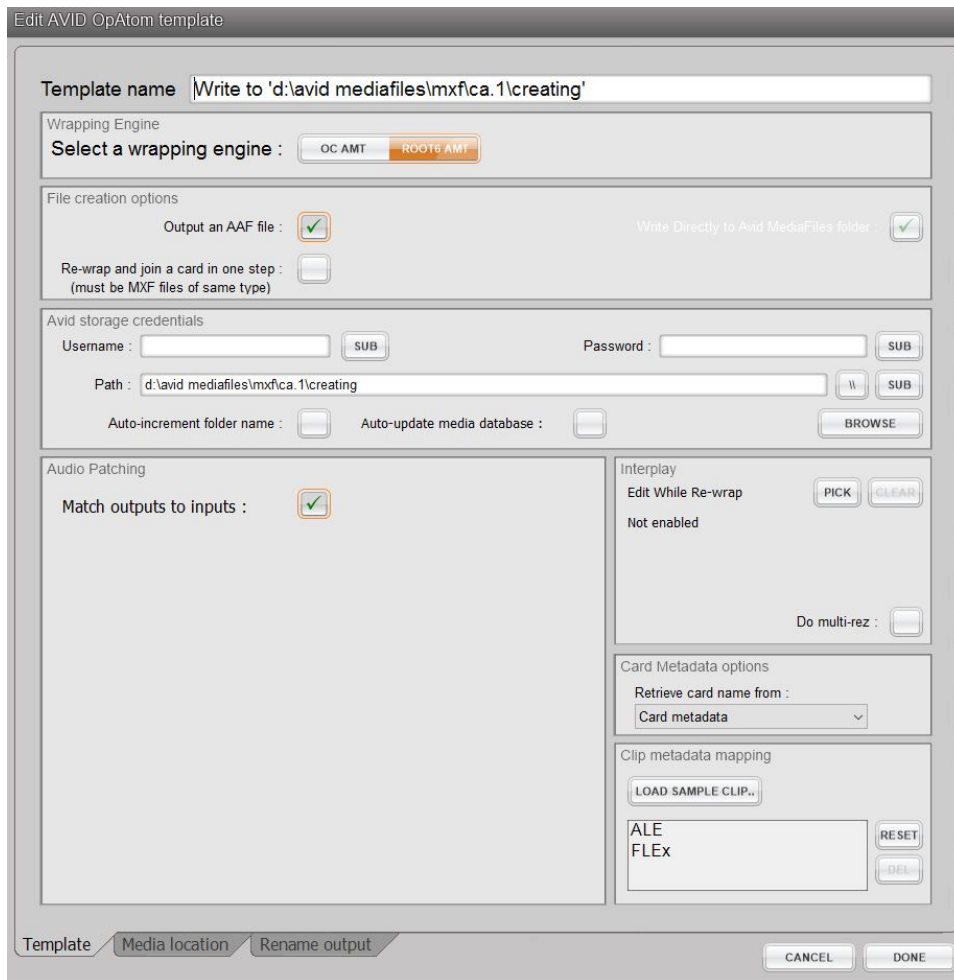 Edit AVID OpAtom template
Template name Write to 'd:\avid mediafiles\mxf\ca.1\creating'
Wrapping Engine
Select a wrapping engine : OC AMT ROOT6 AMT
File creation options
Output an AAF file : Write Directly to Avid MediaFiles folder :
Re-wrap and join a card in one step :
(must be MXF files of same type)
Avid storage credentials
Username : SUB Password : SUB
Path : d:\avid mediafiles\mxf\ca.1\creating \\ SUB
Auto-increment folder name : Auto-update media database : BROWSE
Audio Patching
Match outputs to inputs :
Interplay
Edit While Re-wrap PICK CLEAR
Not enabled
Do multi-rez :
Card Metadata options
Retrieve card name from :
Card metadata
Clip metadata mapping
LOAD SAMPLE CLIP..
ALE
FLEx
RESET
DEL
Template Media location Rename output
CANCEL DONE